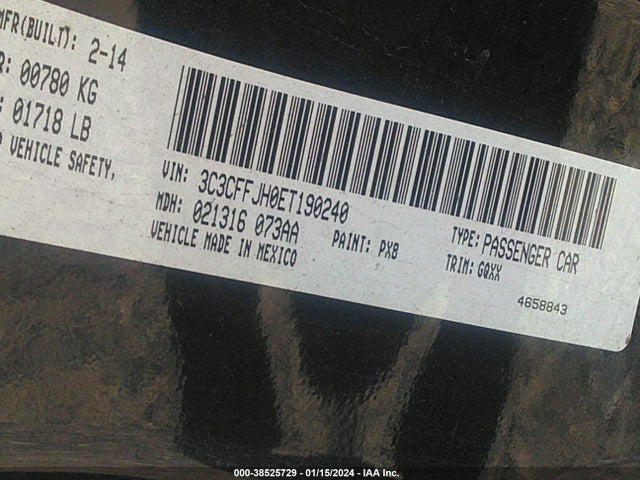 MFR(BUILT): 2-14
R: 00780 KG
: 01718 LB
VEHICLE SAFETY,
VIN: 3C3CFFJH0ET190240
MDH: 021316 073AA
VEHICLE MADE IN MEXICO
PAINT: PX8
TYPE: PASSENGER CAR
TRIM: GQXX
4658843
000-38525729 - 01/15/2024 - IAA Inc.